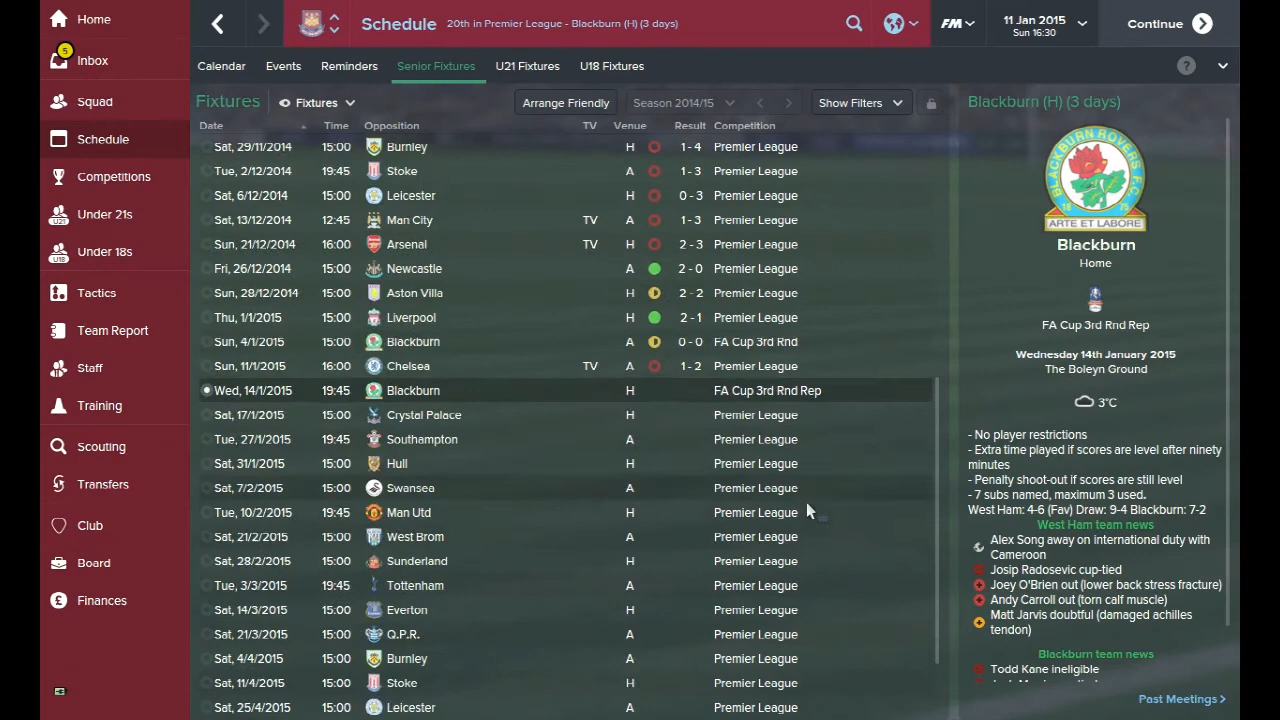 Home
Schedule 20th in Premier League - Blackburn (H) (3 days)
FM
11 Jan 2015
Sun 16:30
Continue
5
Inbox
Squad
Schedule
Competitions
Under 21s
U21
Under 18s
U18
Tactics
Team Report
Staff
Training
Scouting
Transfers
Club
Board
£ Finances
Calendar Events Reminders Senior Fixtures U21 Fixtures U18 Fixtures ?
Fixtures Fixtures Arrange Friendly Season 2014/15 Show Filters
Date Time Opposition TV Venue Result Competition
Sat, 29/11/2014 15:00 Burnley H 1 - 4 Premier League
Tue, 2/12/2014 19:45 Stoke A 1 - 3 Premier League
Sat, 6/12/2014 15:00 Leicester H 0 - 3 Premier League
Sat, 13/12/2014 12:45 Man City TV A 1 - 3 Premier League
Sun, 21/12/2014 16:00 Arsenal TV H 2 - 3 Premier League
Fri, 26/12/2014 15:00 Newcastle A 2 - 0 Premier League
Sun, 28/12/2014 15:00 Aston Villa H 2 - 2 Premier League
Thu, 1/1/2015 15:00 Liverpool H 2 - 1 Premier League
Sun, 4/1/2015 15:00 Blackburn A 0 - 0 FA Cup 3rd Rnd
Sun, 11/1/2015 16:00 Chelsea TV A 1 - 2 Premier League
Wed, 14/1/2015 19:45 Blackburn H FA Cup 3rd Rnd Rep
Sat, 17/1/2015 15:00 Crystal Palace H Premier League
Tue, 27/1/2015 19:45 Southampton A Premier League
Sat, 31/1/2015 15:00 Hull H Premier League
Sat, 7/2/2015 15:00 Swansea A Premier League
Tue, 10/2/2015 19:45 Man Utd H Premier League
Sat, 21/2/2015 15:00 West Brom A Premier League
Sat, 28/2/2015 15:00 Sunderland H Premier League
Tue, 3/3/2015 19:45 Tottenham A Premier League
Sat, 14/3/2015 15:00 Everton H Premier League
Sat, 21/3/2015 15:00 Q.P.R. A Premier League
Sat, 4/4/2015 15:00 Burnley A Premier League
Sat, 11/4/2015 15:00 Stoke H Premier League
Sat, 25/4/2015 15:00 Leicester A Premier League
Blackburn (H) (3 days)
BLACKBURN ROVERS F.C.
18 75
ARTE ET LABORE
Blackburn
Home
FA Cup 3rd Rnd Rep
Wednesday 14th January 2015
The Boleyn Ground
3°C
- No player restrictions
- Extra time played if scores are level after ninety
minutes
- Penalty shoot-out if scores are still level
- 7 subs named, maximum 3 used.
West Ham: 4-6 (Fav) Draw: 9-4 Blackburn: 7-2
West Ham team news
Alex Song away on international duty with
Cameroon
Josip Radosevic cup-tied
Joey O'Brien out (lower back stress fracture)
Andy Carroll out (torn calf muscle)
Matt Jarvis doubtful (damaged achilles
tendon)
Blackburn team news
Todd Kane ineligible
Past Meetings >